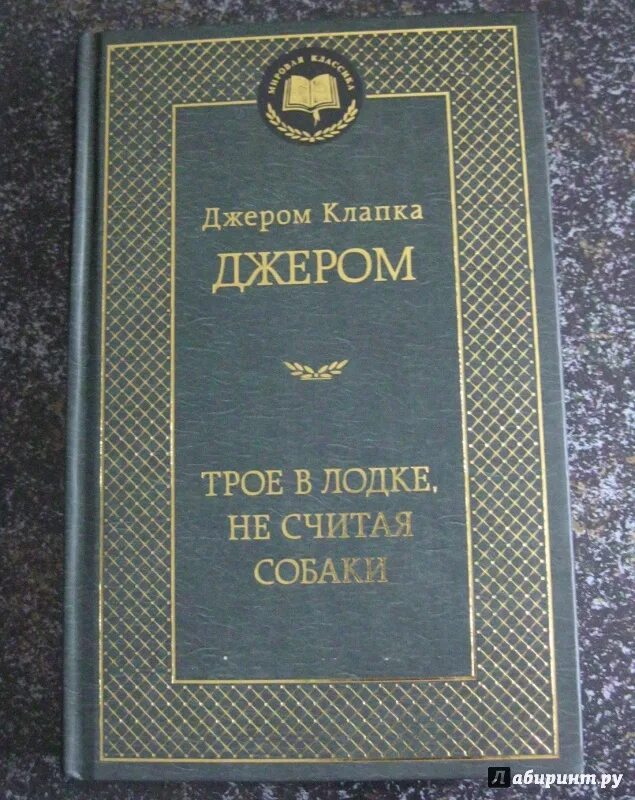 МИРОВАЯ КЛАССИКА
Джером Клапка
ДЖЕРОМ
ТРОЕ В ЛОДКЕ,
НЕ СЧИТАЯ
СОБАКИ
Лабиринт.ру